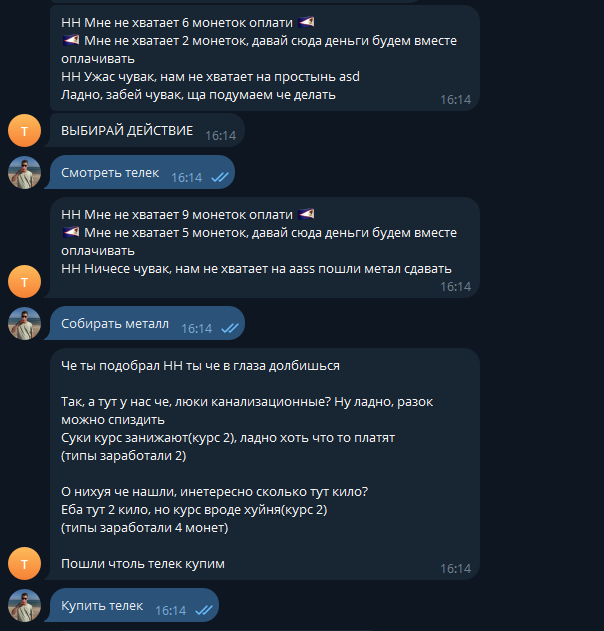 НН Мне не хватает 6 монеток оплати
Мне не хватает 2 монеток, давай сюда деньги будем вместе
оплачивать
НН Ужас чувак, нам не хватает на простынь asd
Ладно, забей чувак, ща подумаем че делать
16:14
Т
ВЫБИРАЙ ДЕЙСТВИЕ
16:14
Смотреть телек
16:14
НН Мне не хватает 9 монеток оплати
Мне не хватает 5 монеток, давай сюда деньги будем вместе
оплачивать
НН Ничесе чувак, нам не хватает на aass пошли метал сдавать
16:14
Т
Собирать металл
16:14
Че ты подобрал НН ты че в глаза долбишься
Так, а тут у нас че, люки канализационные? Ну ладно, разок
можно спиздить
Суки курс занижают(курс 2), ладно хоть что то платят
(типы заработали 2)
О нихуя че нашли, инетересно сколько тут кило?
Еба тут 2 кило, но курс вроде хуйня(курс 2)
(типы заработали 4 монет)
Пошли чтоль телек купим
16:14
Т
Купить телек
16:14